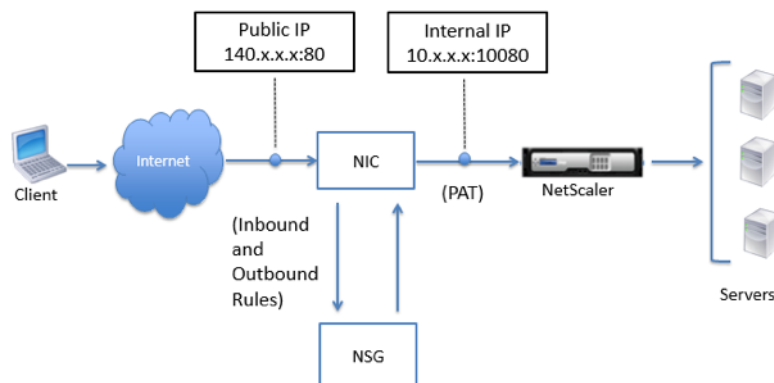 Public IP
140.x.x.x:80
Internal IP
10.x.x.x:10080
Client
Internet
NIC
(PAT)
NetScaler
(Inbound
and
Outbound
Rules)
NSG
Servers